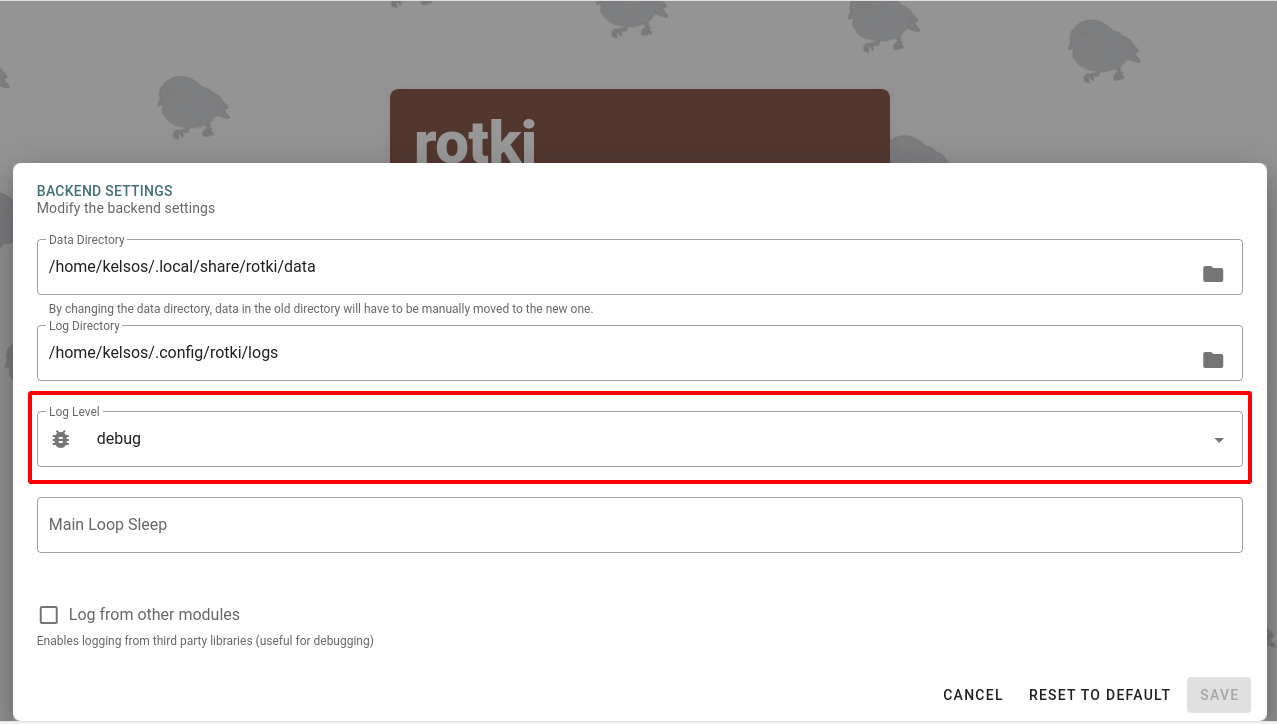 rotki
BACKEND SETTINGS
Modify the backend settings
Data Directory
/home/kelsos/.local/share/rotki/data
By changing the data directory, data in the old directory will have to be manually moved to the new one.
Log Directory
/home/kelsos/.config/rotki/logs
Log Level
debug
Main Loop Sleep
Log from other modules
Enables logging from third party libraries (useful for debugging)
CANCEL RESET TO DEFAULT SAVE